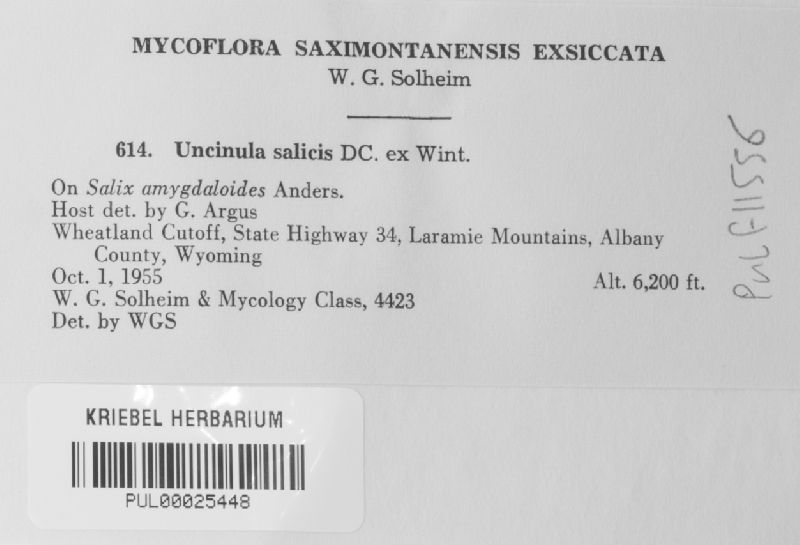 MYCOFLORA SAXIMONTANENSIS EXSICCATA
W. G. Solheim
614. Uncinula salicis DC. ex Wint.
On Salix amygdaloides Anders.
Host det. by G. Argus
Wheatland Cutoff, State Highway 34, Laramie Mountains, Albany
County, Wyoming
Oct. 1, 1955 Alt. 6,200 ft.
W. G. Solheim & Mycology Class, 4423
Det. by WGS
PUL F11556
KRIEBEL HERBARIUM
PUL00025448